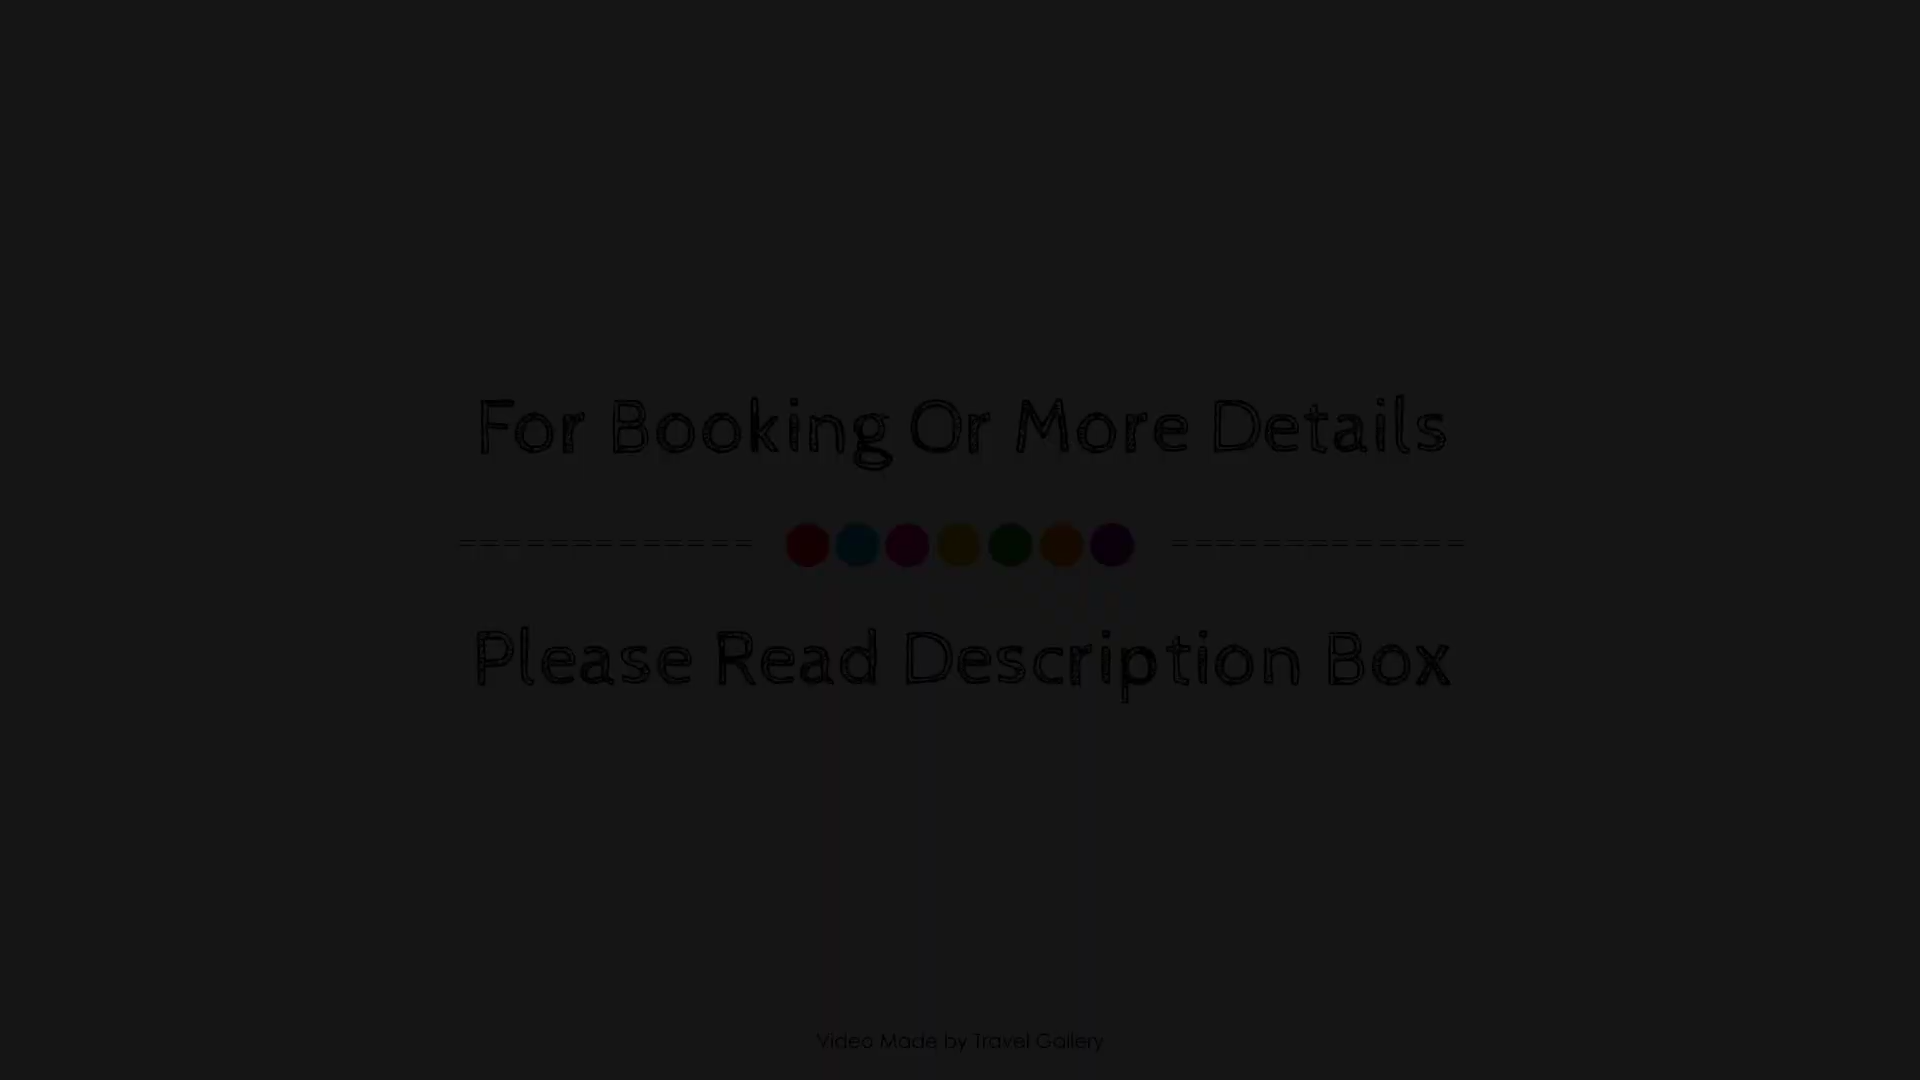 For Booking Or More Details
============= =============
Please Read Description Box
Video Made by Travel Gallery